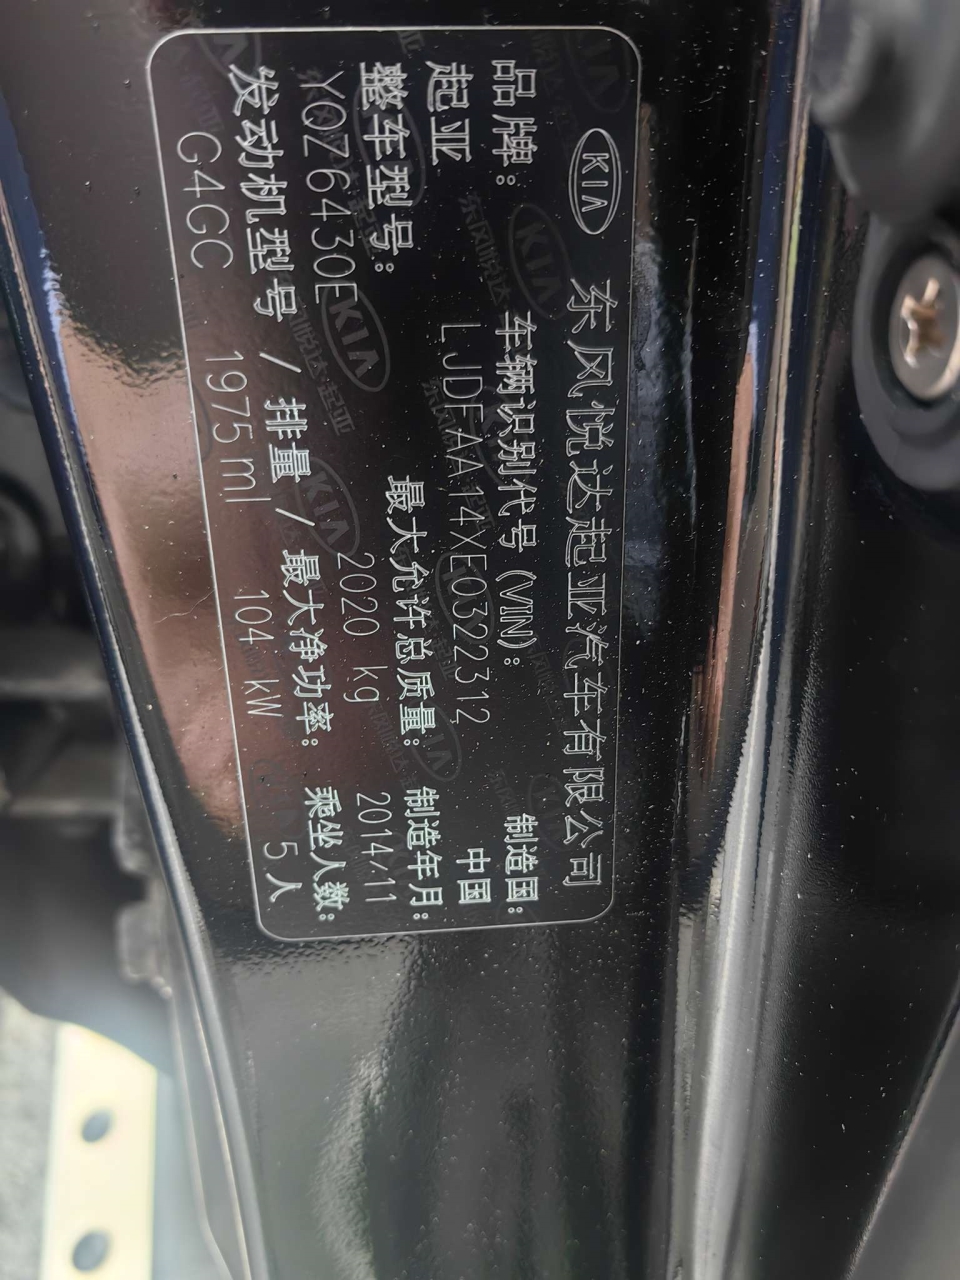 KIA 东风悦达起亚汽车有限公司
品牌: 车辆识别代号 (VIN): 制造国:
起亚 LJDFAA14XE0322312 中国
整车型号: 最大允许总质量: 制造年月:
YQZ6430E 2020 kg 2014/11
发动机型号 / 排量 / 最大净功率: 乘坐人数:
G4GC 1975 ml 104 kW 5人